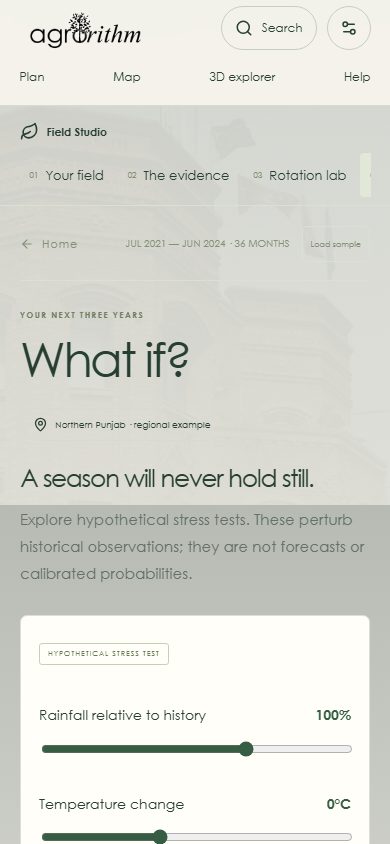 agrorithm
Search
Plan
Map
3D explorer
Help
Field Studio
01 Your field
02 The evidence
03 Rotation lab
Home
JUL 2021 — JUN 2024 · 36 MONTHS
Load sample
YOUR NEXT THREE YEARS
What if?
Northern Punjab · regional example
A season will never hold still.
Explore hypothetical stress tests. These perturb
historical observations; they are not forecasts or
calibrated probabilities.
HYPOTHETICAL STRESS TEST
Rainfall relative to history 100%
Temperature change 0°C